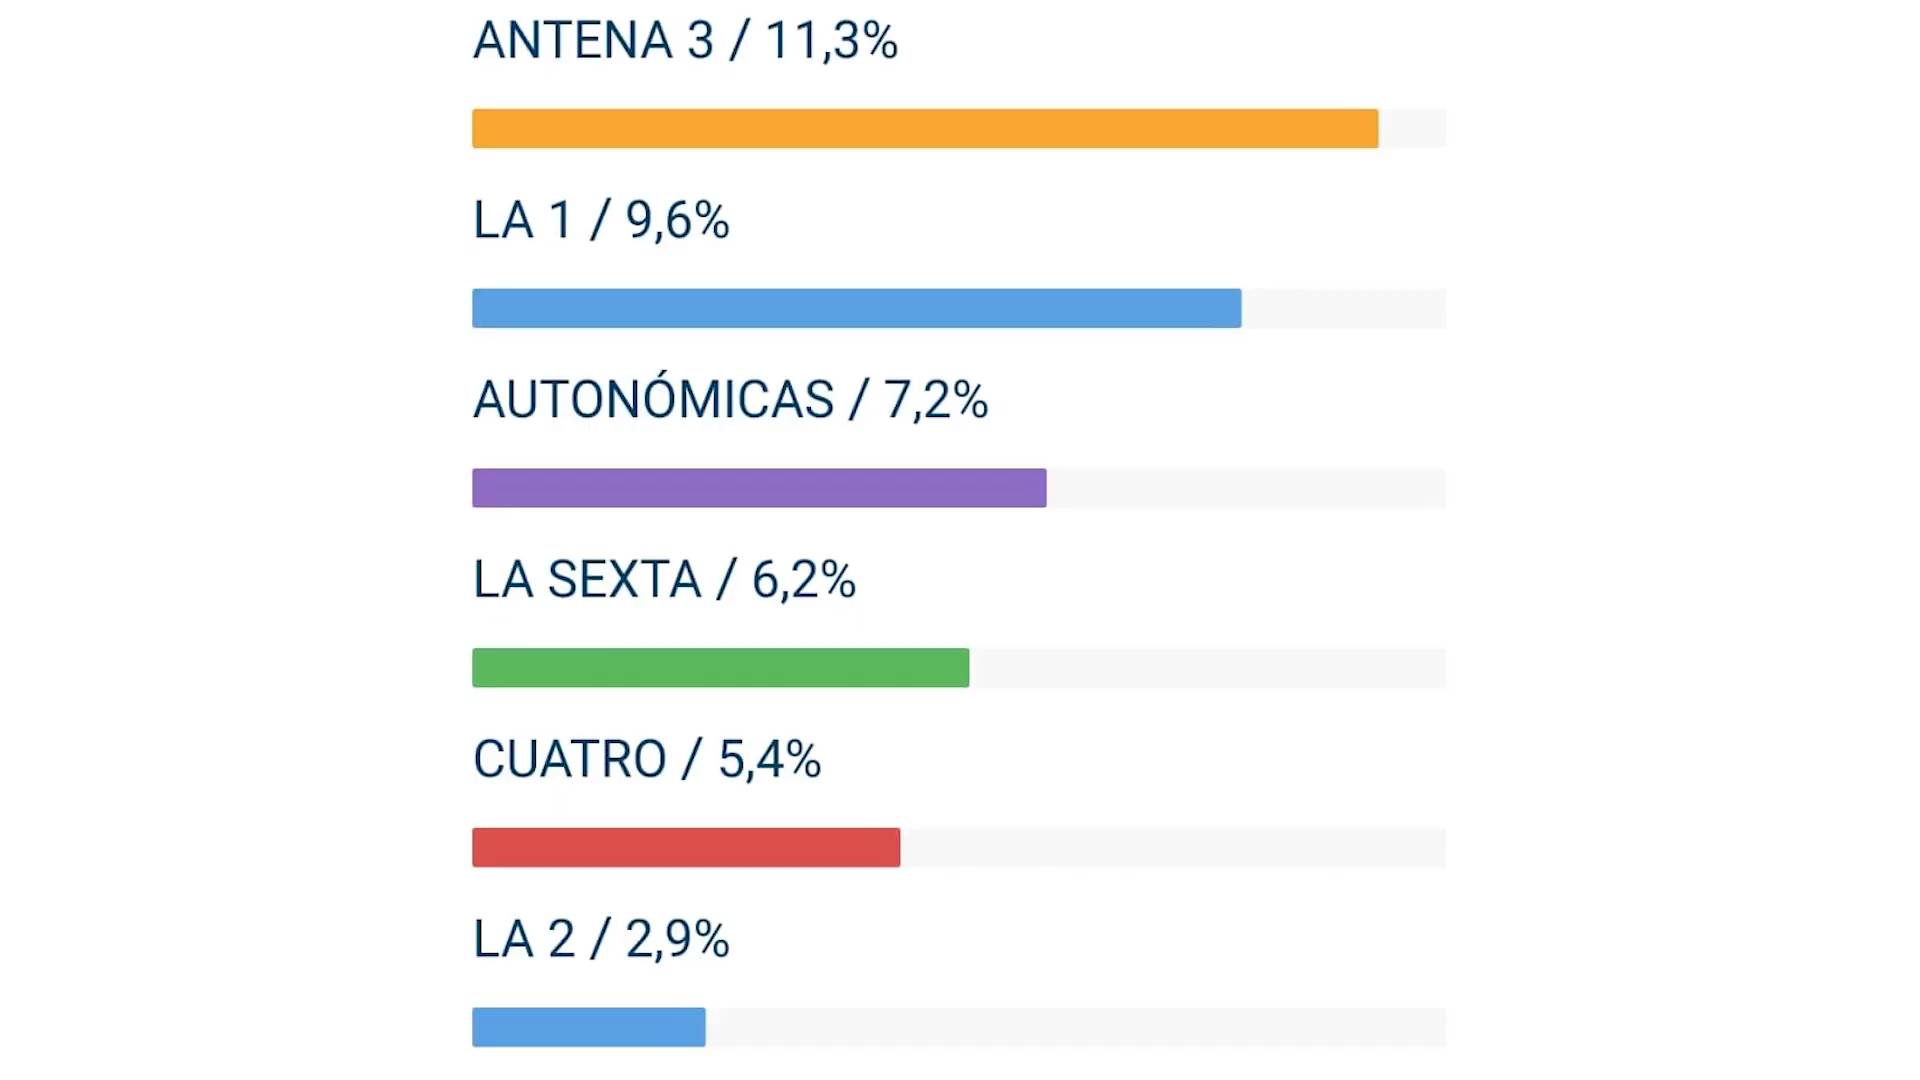 ANTENA 3 / 11,3%
LA 1 / 9,6%
AUTONÓMICAS / 7,2%
LA SEXTA / 6,2%
CUATRO / 5,4%
LA 2 / 2,9%